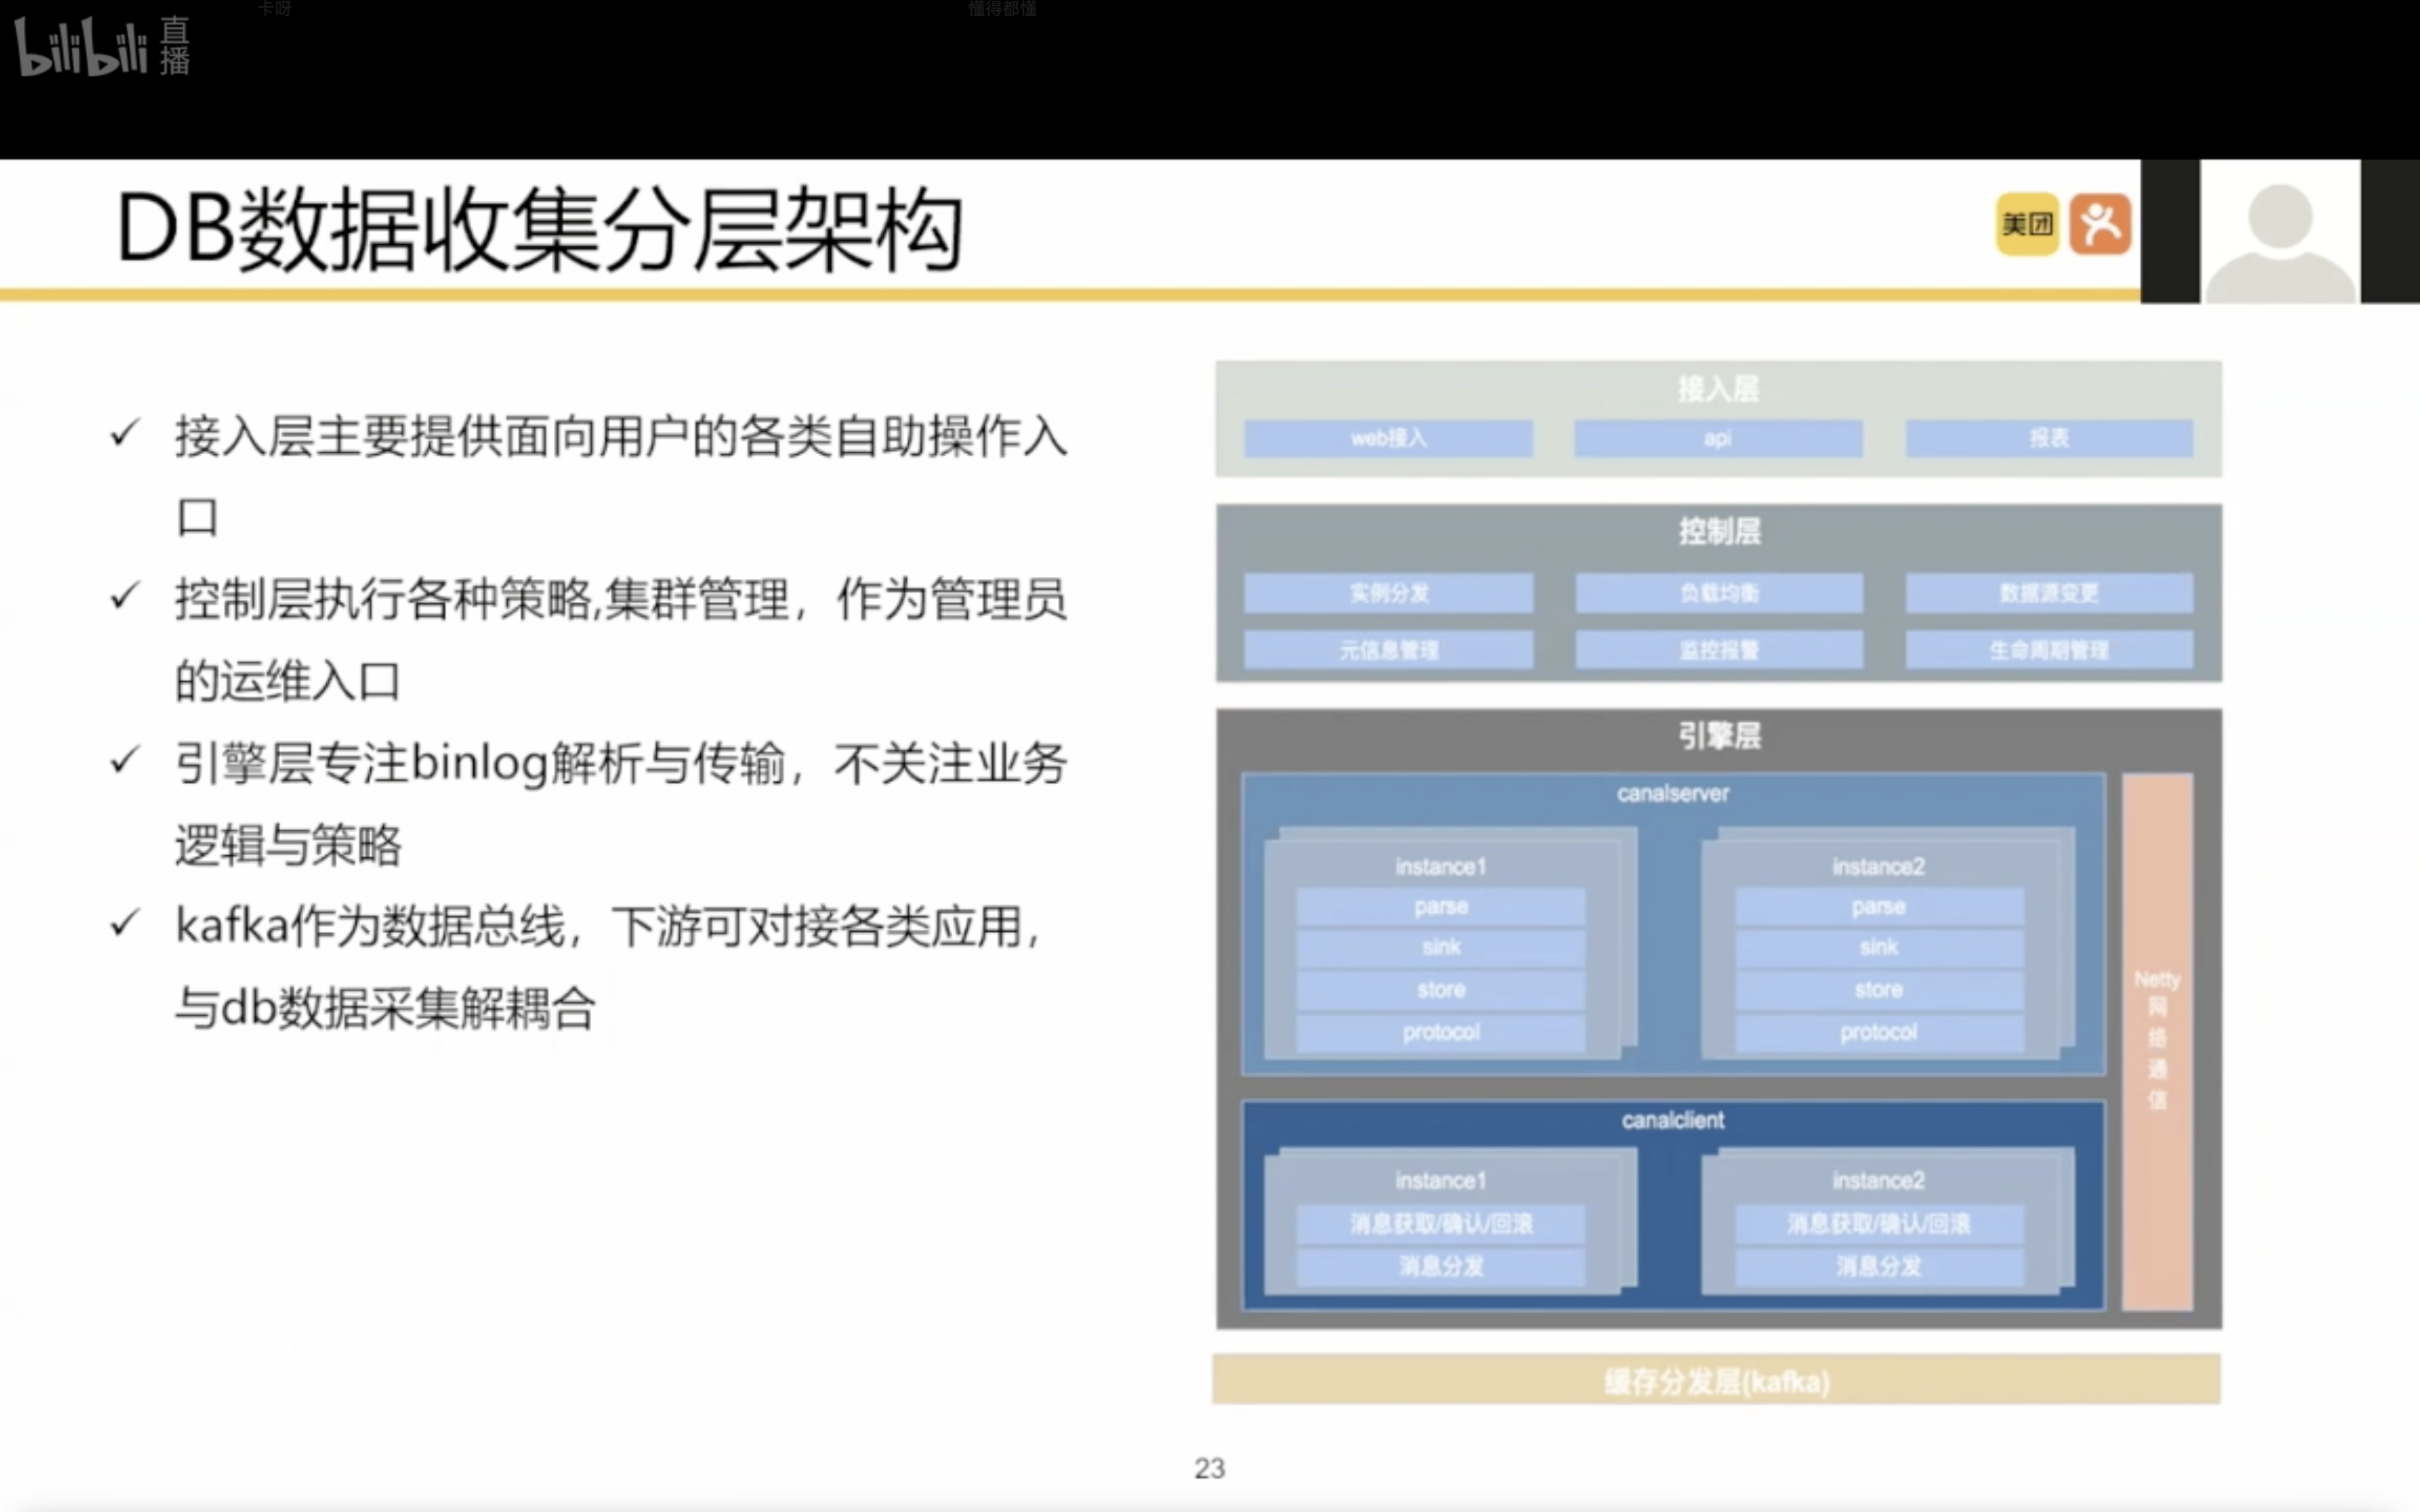 卡呀
懂得都懂
bilibili 直播
DB数据收集分层架构
美团
接入层主要提供面向用户的各类自助操作入
口
控制层执行各种策略,集群管理，作为管理员
的运维入口
引擎层专注binlog解析与传输，不关注业务
逻辑与策略
kafka作为数据总线，下游可对接各类应用，
与db数据采集解耦合
接入层
web接入
api
报表
控制层
实例分发
负载均衡
数据源变更
元信息管理
监控报警
生命周期管理
引擎层
canalserver
instance1
parse
sink
store
protocol
instance2
parse
sink
store
protocol
canalclient
instance1
消息获取/确认/回滚
消息分发
instance2
消息获取/确认/回滚
消息分发
Netty
网
络
通
信
缓存分发层(kafka)
23